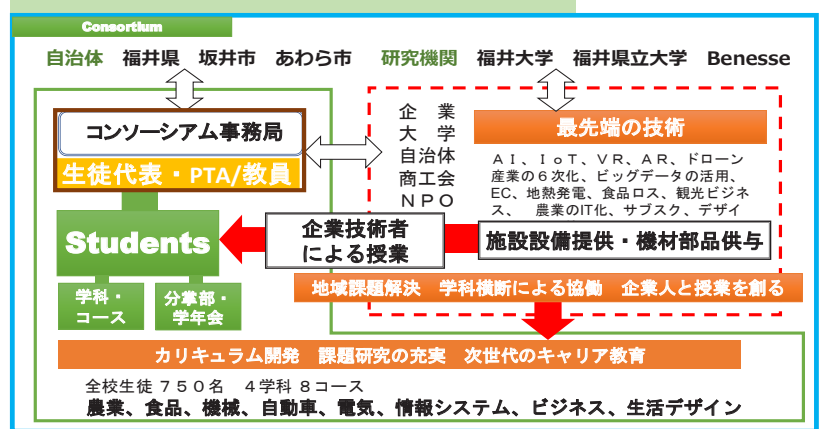 Consortium
自治体　福井県　坂井市　あわら市　研究機関　福井大学　福井県立大学　Benesse
コンソーシアム事務局
生徒代表・PTA/教員
企　業
大　学
自治体
商工会
ＮＰＯ
最先端の技術
ＡＩ、ＩｏＴ、ＶＲ、ＡＲ、ドローン
産業の６次化、ビッグデータの活用、
EC、地熱発電、食品ロス、観光ビジネ
ス、　農業のIT化、サブスク、デザイ
Students
企業技術者
による授業
施設設備提供・機材部品供与
学科・
コース
分掌部・
学年会
地域課題解決　学科横断による協働　企業人と授業を創る
カリキュラム開発　課題研究の充実　次世代のキャリア教育
全校生徒 ７５０名　４学科 ８コース
農業、食品、機械、自動車、電気、情報システム、ビジネス、生活デザイン